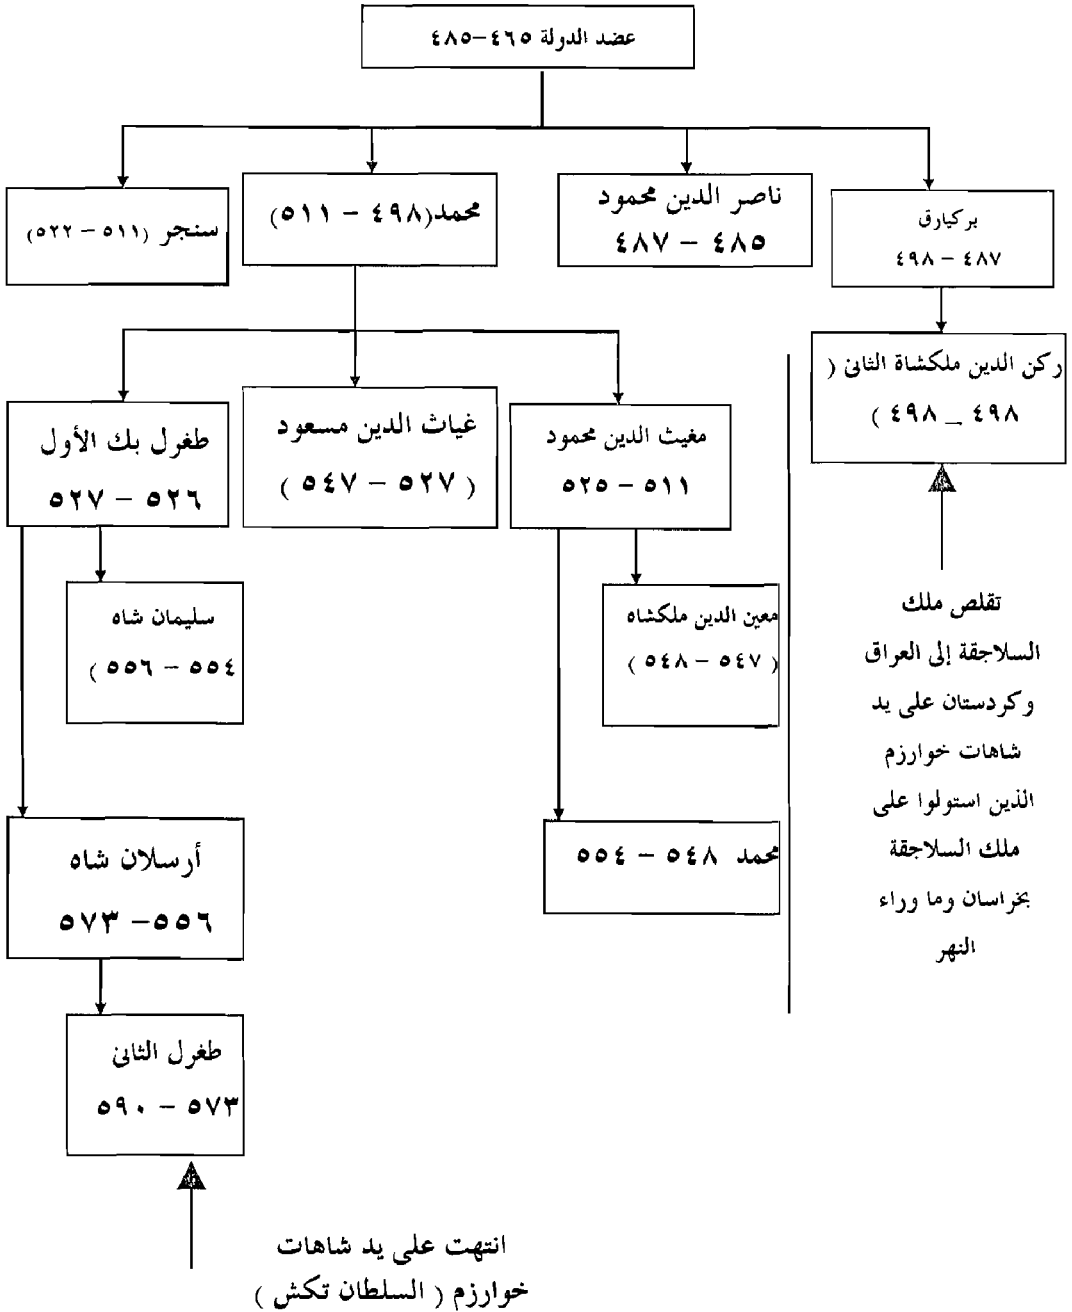 عضد الدولة ٤٦٥-٤٨٥
بركيارق
٤٨٧ – ٤٩٨
ناصر الدين محمود
٤٨٥ – ٤٨٧
محمد(٤٩٨ – ٥١١)
سنجر (٥١١ – ٥٢٢)
ركن الدين ملكشاة الثانى (
٤٩٨ _ ٤٩٨ )
مغيث الدين محمود
٥١١ – ٥٢٥
غياث الدين مسعود
( ٥٢٧ – ٥٤٧ )
طغرل بك الأول
٥٢٦ – ٥٢٧
معين الدين ملكشاه
( ٥٤٧ – ٥٤٨ )
سليمان شاه
٥٥٤ – ٥٥٦ )
تقلص ملك
السلاجقة إلى العراق
وكردستان على يد
شاهات خوارزم
الذين استولوا على
ملك السلاجقة
بخراسان وما وراء
النهر
محمد ٥٤٨ – ٥٥٤
أرسلان شاه
٥٥٦– ٥٧٣
طغرل الثانى
٥٧٣ – ٥٩٠
انتهت على يد شاهات
خوارزم ( السلطان تكش )